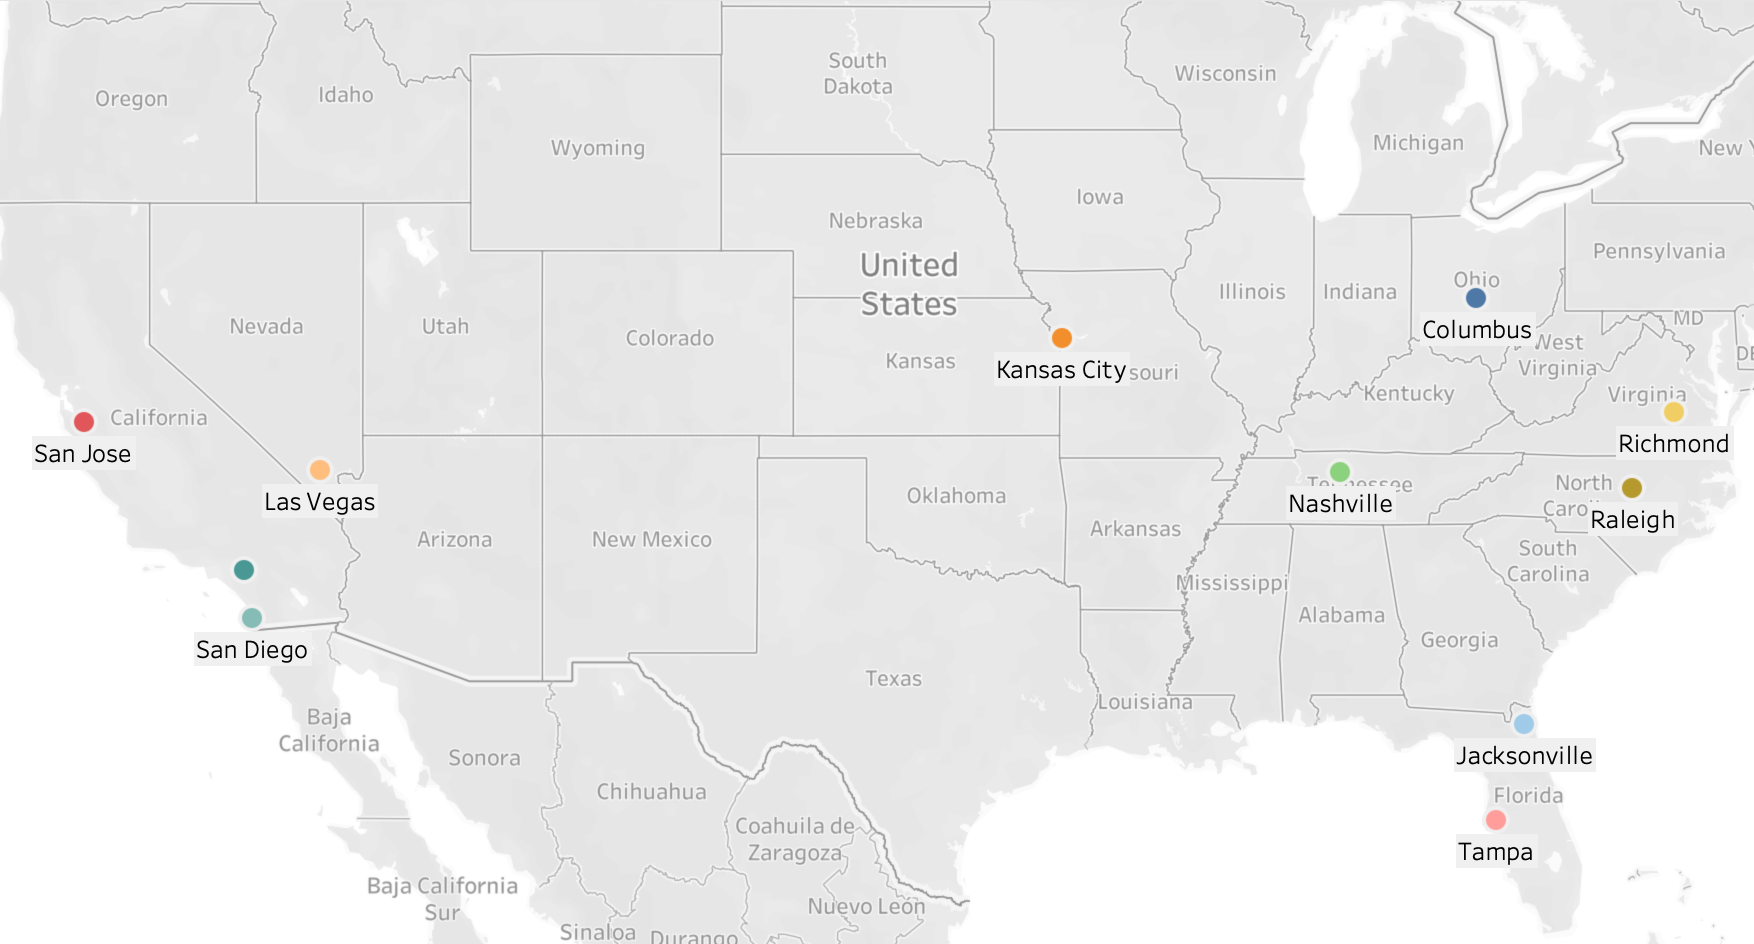 South
Dakota
Wisconsin
Oregon
Idaho
Michigan
Wyoming
New Y
Iowa
Nebraska
Pennsylvania
United
States
Ohio
Illinois
Indiana
MD
Nevada
Utah
Columbus
Colorado
West
Virginia
DE
Kansas
Kansas City
souri
Kentucky
Virginia
California
Richmond
San Jose
Las Vegas
Tennessee
Nashville
North
Caro
Raleigh
Oklahoma
Arkansas
Arizona
New Mexico
South
Carolina
Mississippi
Alabama
Georgia
San Diego
Texas
Louisiana
Baja
California
Sonora
Jacksonville
Chihuahua
Florida
Coahuila de
Zaragoza
Tampa
Baja California
Sur
Nuevo León
Sinaloa
Durango